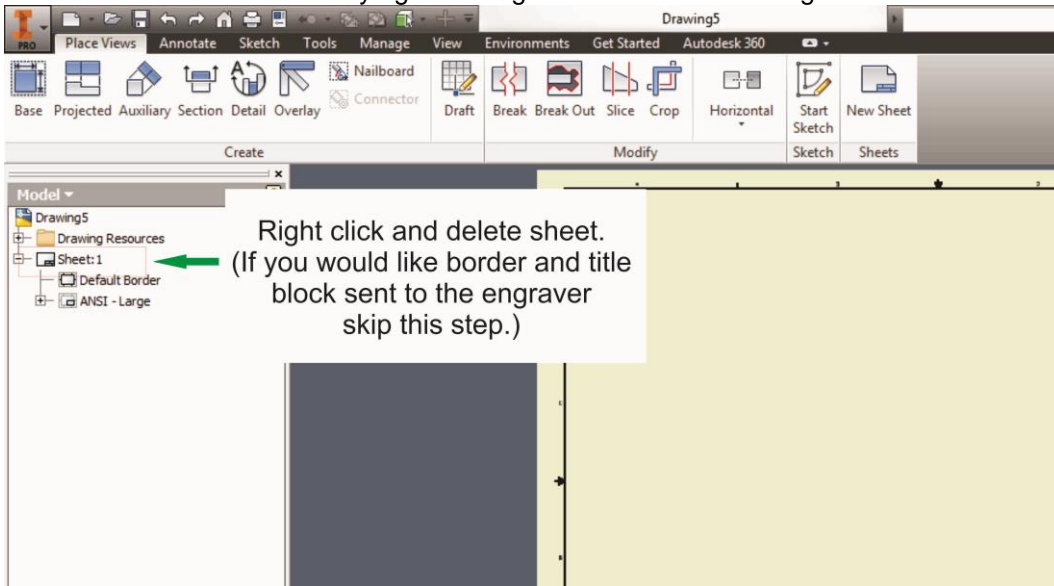 Drawing5
PRO
Place Views Annotate Sketch Tools Manage View Environments Get Started Autodesk 360
Nailboard
Connector
Base Projected Auxiliary Section Detail Overlay Draft Break Break Out Slice Crop Horizontal Start Sketch New Sheet
Create Modify Sketch Sheets
Model
Drawing5
Drawing Resources
Sheet:1
Default Border
ANSI - Large
Right click and delete sheet.
(If you would like border and title
block sent to the engraver
skip this step.)